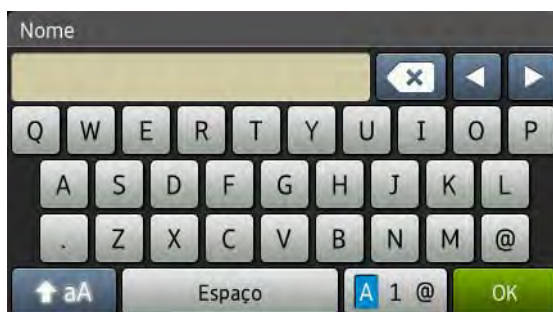 Nome
Q W E R T Y U I O P
A S D F G H J K L
. Z X C V B N M @
aA Espaço A 1 @ OK